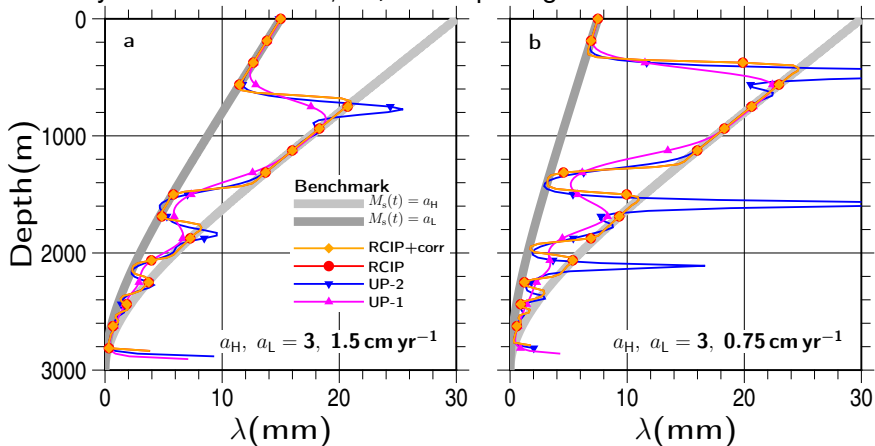 0
1000
2000
3000
Depth(m)
a
Benchmark
Ms(t) = aH
Ms(t) = aL
RCIP+corr
RCIP
UP-2
UP-1
aH, aL = 3, 1.5 cm yr−1
0 10 20 30
λ(mm)
b
aH, aL = 3, 0.75 cm yr−1
0 10 20 30
λ(mm)